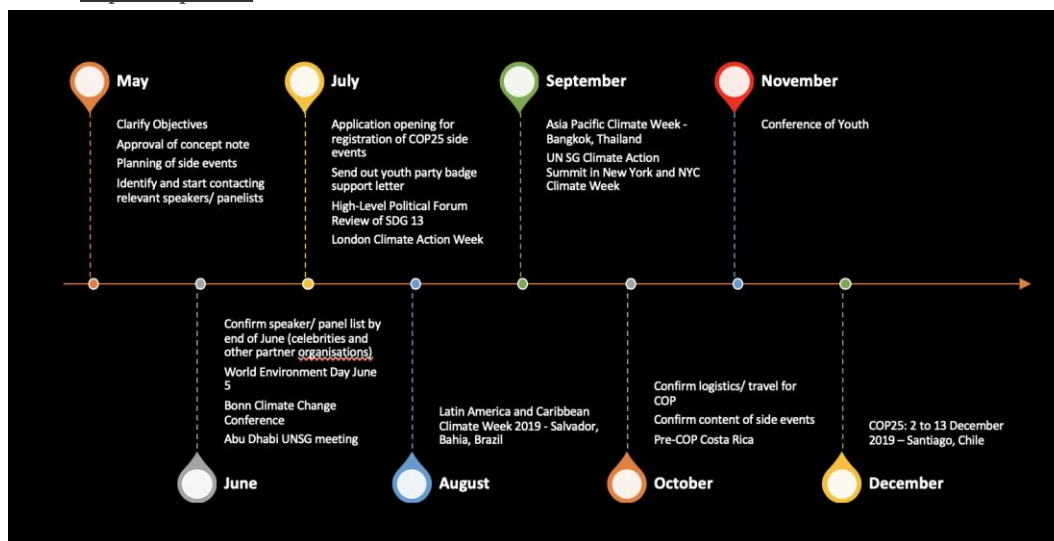 May
Clarify Objectives
Approval of concept note
Planning of side events
Identify and start contacting
relevant speakers/ panelists
July
Application opening for
registration of COP25 side
events
Send out youth party badge
support letter
High-Level Political Forum
Review of SDG 13
London Climate Action Week
September
Asia Pacific Climate Week -
Bangkok, Thailand
UN SG Climate Action
Summit in New York and NYC
Climate Week
November
Conference of Youth
Confirm speaker/ panel list by
end of June (celebrities and
other partner organisations)
World Environment Day June
5
Bonn Climate Change
Conference
Abu Dhabi UNSG meeting
June
Latin America and Caribbean
Climate Week 2019 - Salvador,
Bahia, Brazil
August
Confirm logistics/ travel for
COP
Confirm content of side events
Pre-COP Costa Rica
October
COP25: 2 to 13 December
2019 – Santiago, Chile
December